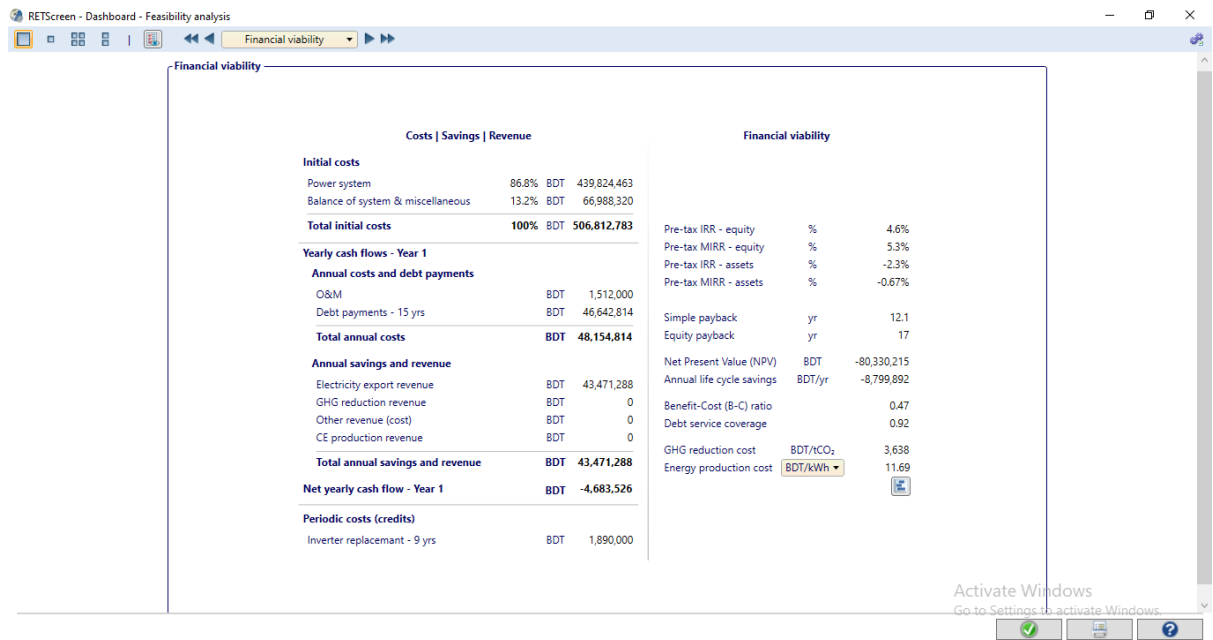 RETScreen - Dashboard - Feasibility analysis
Financial viability
Financial viability
Costs | Savings | Revenue
Initial costs
Power system 86.8% BDT 439,824,463
Balance of system & miscellaneous 13.2% BDT 66,988,320
Total initial costs 100% BDT 506,812,783
Yearly cash flows - Year 1
Annual costs and debt payments
O&M BDT 1,512,000
Debt payments - 15 yrs BDT 46,642,814
Total annual costs BDT 48,154,814
Annual savings and revenue
Electricity export revenue BDT 43,471,288
GHG reduction revenue BDT 0
Other revenue (cost) BDT 0
CE production revenue BDT 0
Total annual savings and revenue BDT 43,471,288
Net yearly cash flow - Year 1 BDT -4,683,526
Periodic costs (credits)
Inverter replacemant - 9 yrs BDT 1,890,000
Financial viability
Pre-tax IRR - equity % 4.6%
Pre-tax MIRR - equity % 5.3%
Pre-tax IRR - assets % -2.3%
Pre-tax MIRR - assets % -0.67%
Simple payback yr 12.1
Equity payback yr 17
Net Present Value (NPV) BDT -80,330,215
Annual life cycle savings BDT/yr -8,799,892
Benefit-Cost (B-C) ratio 0.47
Debt service coverage 0.92
GHG reduction cost BDT/tCO₂ 3,638
Energy production cost BDT/kWh 11.69
Activate Windows
Go to Settings to activate Windows.